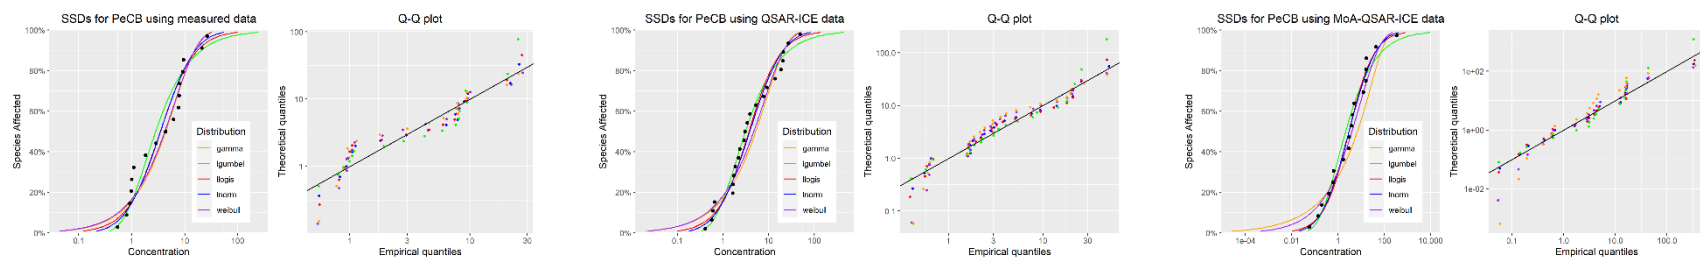 SSDs for PeCB using measured data
100%
80%
60%
40%
20%
0%
Species Affected
0.1
1
10
100
Concentration
Distribution
gamma
lgumbel
llogis
lnorm
weibull
Q-Q plot
100
10
1
Theoretical quantiles
1
3
10
30
Empirical quantiles
SSDs for PeCB using QSAR-ICE data
100%
80%
60%
40%
20%
0%
Species Affected
0.1
1
10
100
Concentration
Distribution
gamma
lgumbel
llogis
lnorm
weibull
Q-Q plot
100.0
10.0
1.0
0.1
Theoretical quantiles
1
3
10
30
Empirical quantiles
SSDs for PeCB using MoA-QSAR-ICE data
100%
80%
60%
40%
20%
0%
Species Affected
1e-04
0.01
1
100
10,000
Concentration
Distribution
gamma
lgumbel
llogis
lnorm
weibull
Q-Q plot
1e+02
1e+00
1e-02
Theoretical quantiles
0.1
1.0
10.0
100.0
Empirical quantiles